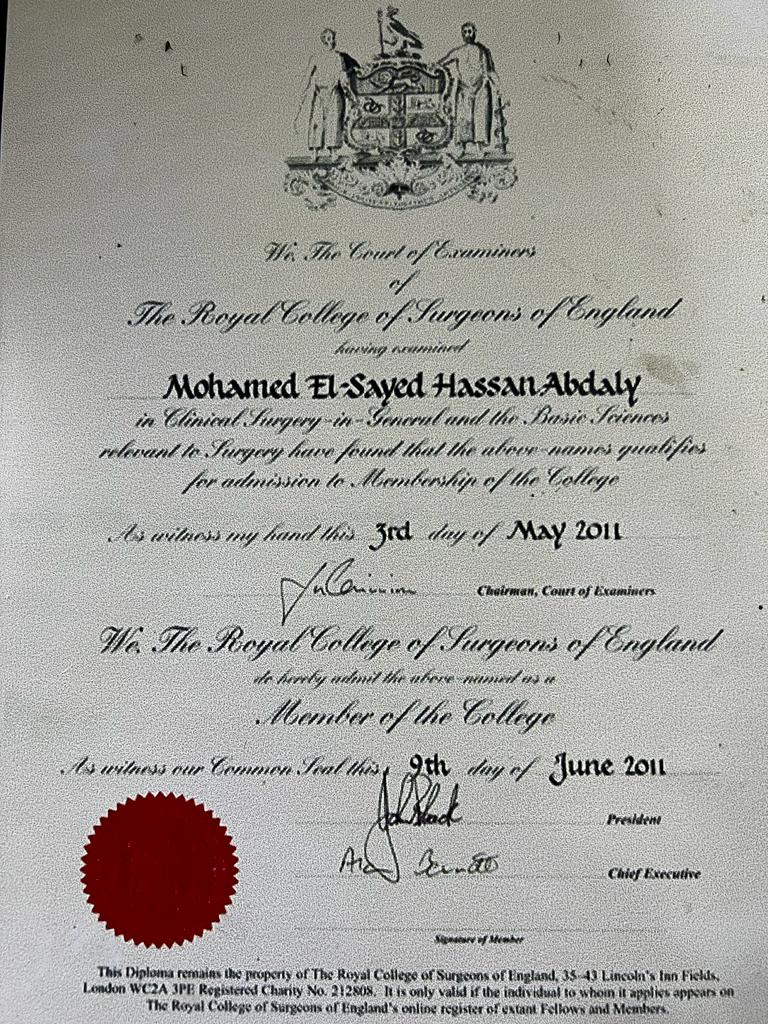 We, The Court of Examiners
of
The Royal College of Surgeons of England
having examined
Mohamed El-Sayed Hassan Abdaly
in Clinical Surgery-in-General and the Basic Sciences
relevant to Surgery have found that the above-names qualifies
for admission to Membership of the College
As witness my hand this 3rd day of May 2011
Chairman, Court of Examiners
We, The Royal College of Surgeons of England
do hereby admit the above-named as a
Member of the College
As witness our Common Seal this, 9th day of June 2011
President
Chief Executive
Signature of Member
This Diploma remains the property of The Royal College of Surgeons of England, 35–43 Lincoln's Inn Fields,
London WC2A 3PE Registered Charity No. 212808. It is only valid if the individual to whom it applies appears on
The Royal College of Surgeons of England's online register of extant Fellows and Members.